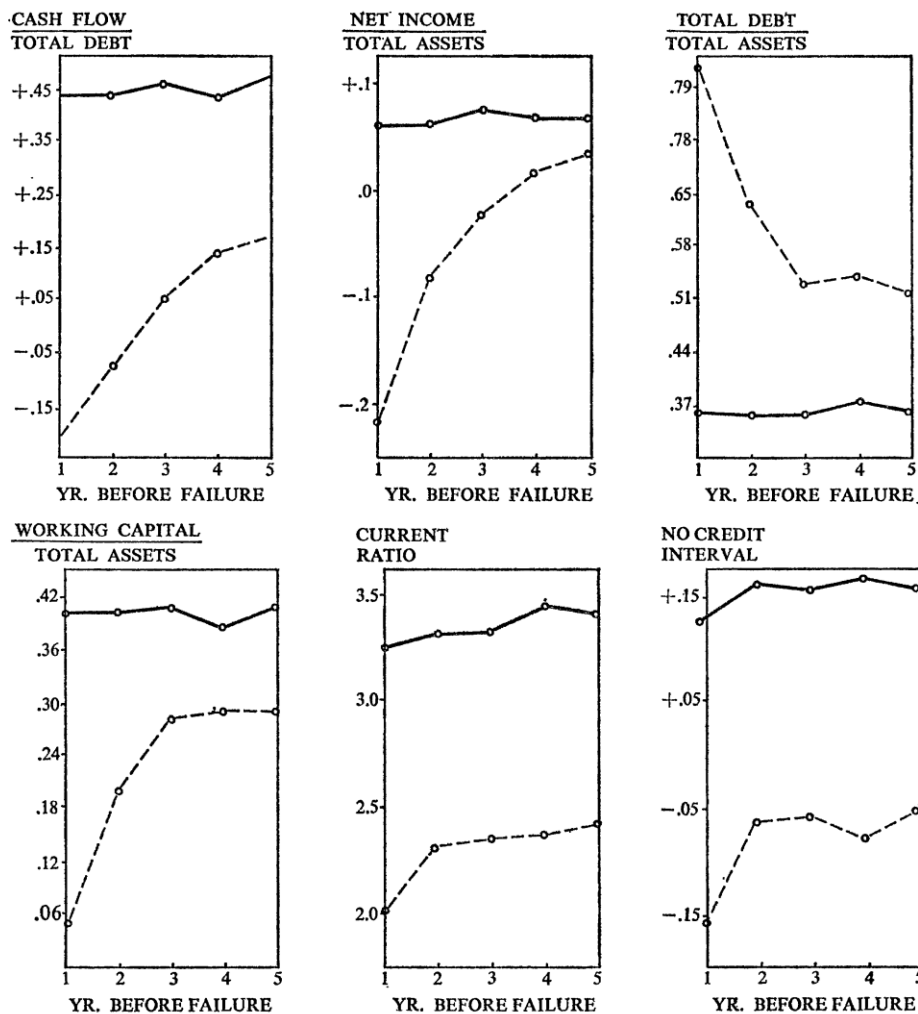 CASH FLOW
TOTAL DEBT
+.45
+.35
+.25
+.15
+.05
-.05
-.15
1 2 3 4 5
YR. BEFORE FAILURE
NET INCOME
TOTAL ASSETS
+.1
.0
-.1
-.2
1 2 3 4 5
YR. BEFORE FAILURE
TOTAL DEBT
TOTAL ASSETS
.79
.78
.65
.58
.51
.44
.37
1 2 3 4 5
YR. BEFORE FAILURE
WORKING CAPITAL
TOTAL ASSETS
.42
.36
.30
.24
.18
.12
.06
1 2 3 4 5
YR. BEFORE FAILURE
CURRENT
RATIO
3.5
3.0
2.5
2.0
1 2 3 4 5
YR. BEFORE FAILURE
NO CREDIT
INTERVAL
+.15
+.05
-.05
-.15
1 2 3 4 5
YR. BEFORE FAILURE